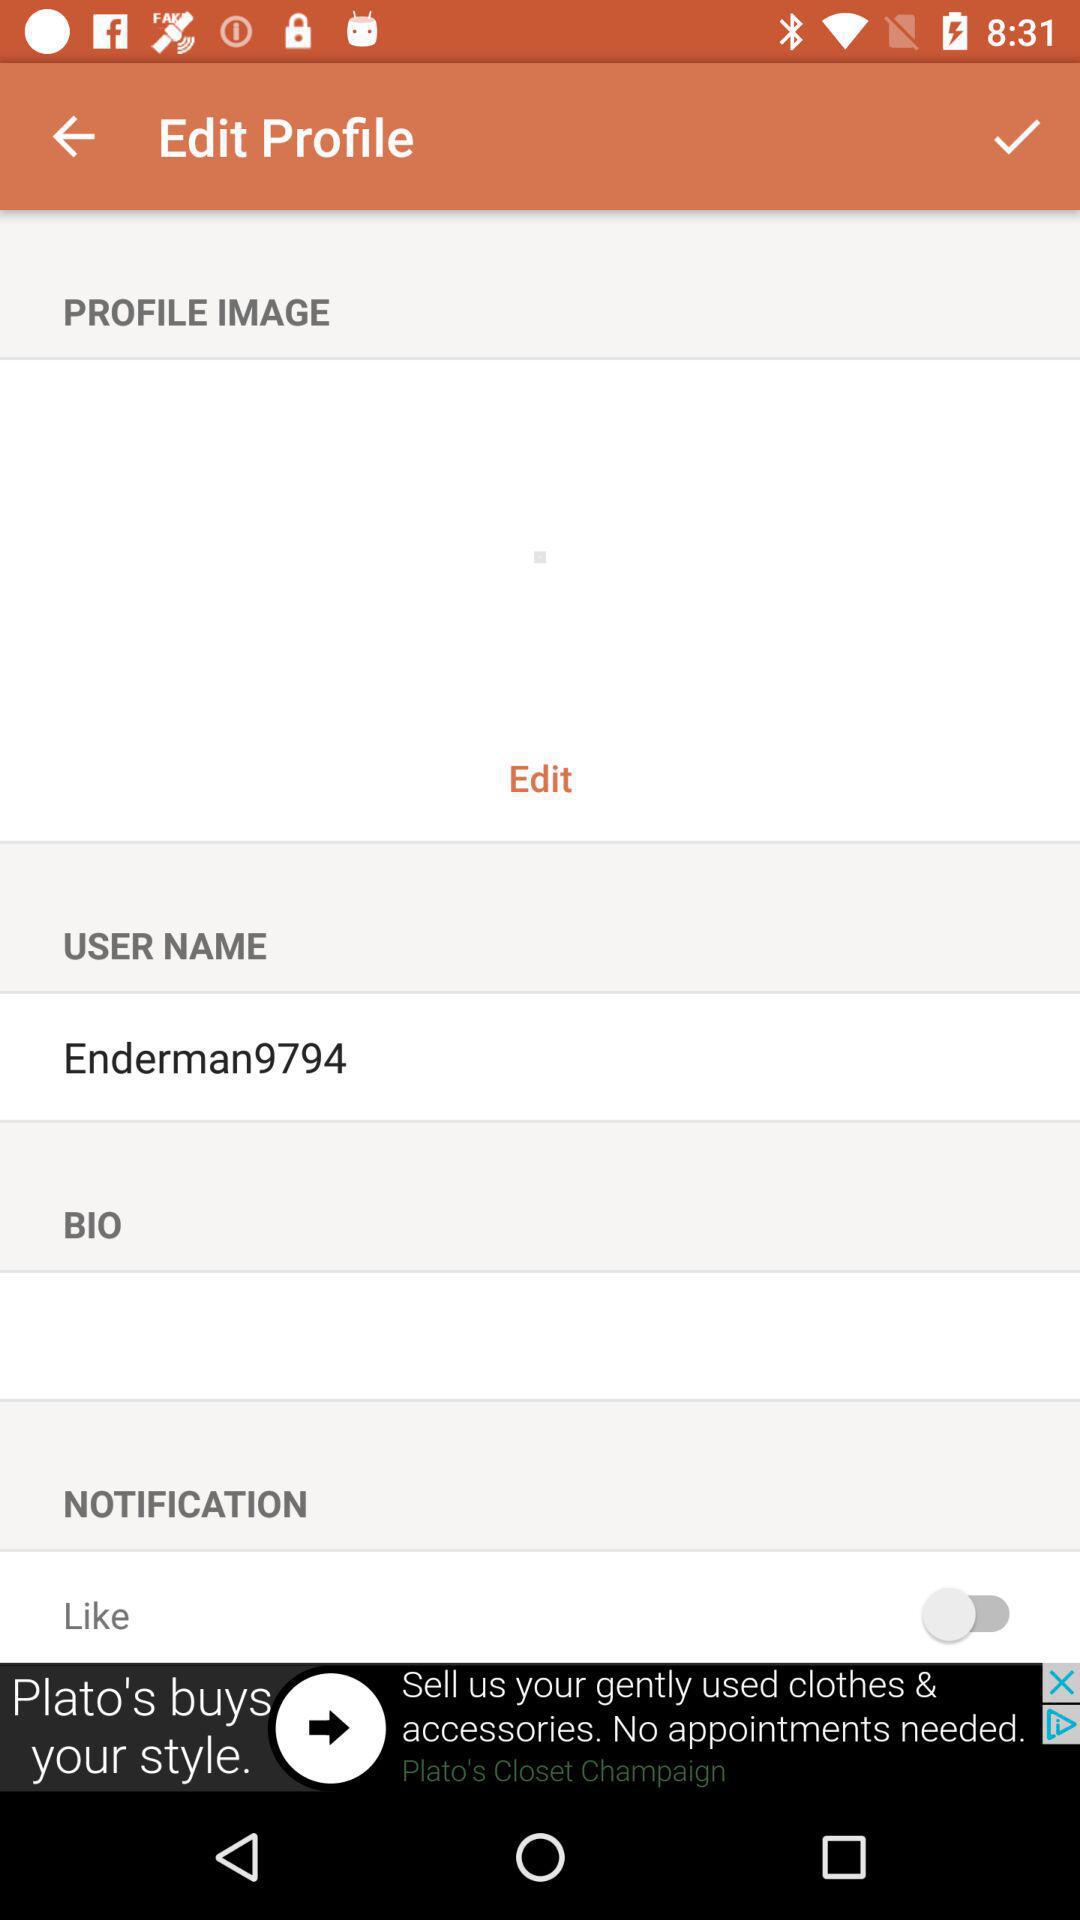 FAKE
8:31
Edit Profile
PROFILE IMAGE
Edit
USER NAME
Enderman9794
BIO
NOTIFICATION
Like
Plato's buys
your style.
Sell us your gently used clothes &
accessories. No appointments needed.
Plato's Closet Champaign